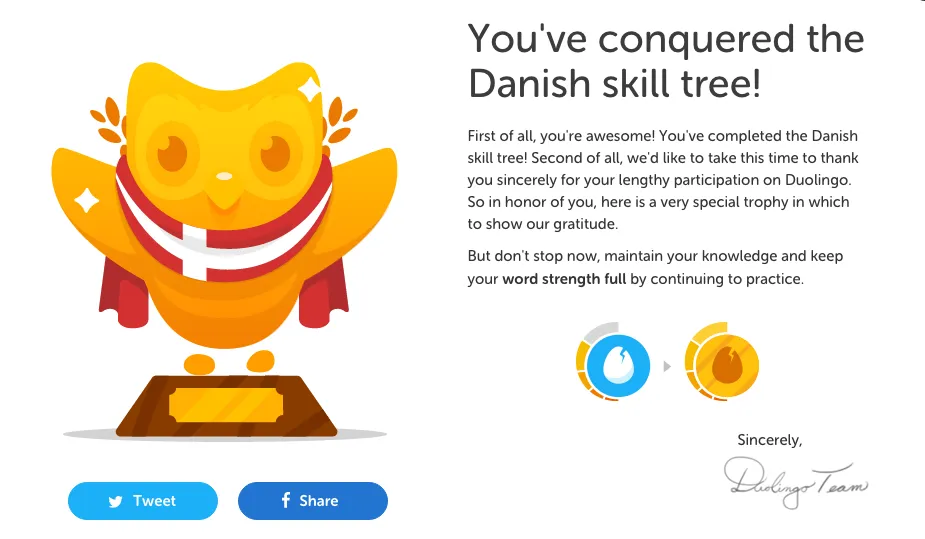 You've conquered the
Danish skill tree!
First of all, you're awesome! You've completed the Danish
skill tree! Second of all, we'd like to take this time to thank
you sincerely for your lengthy participation on Duolingo.
So in honor of you, here is a very special trophy in which
to show our gratitude.
But don't stop now, maintain your knowledge and keep
your word strength full by continuing to practice.
Sincerely,
Duolingo Team
Tweet
Share